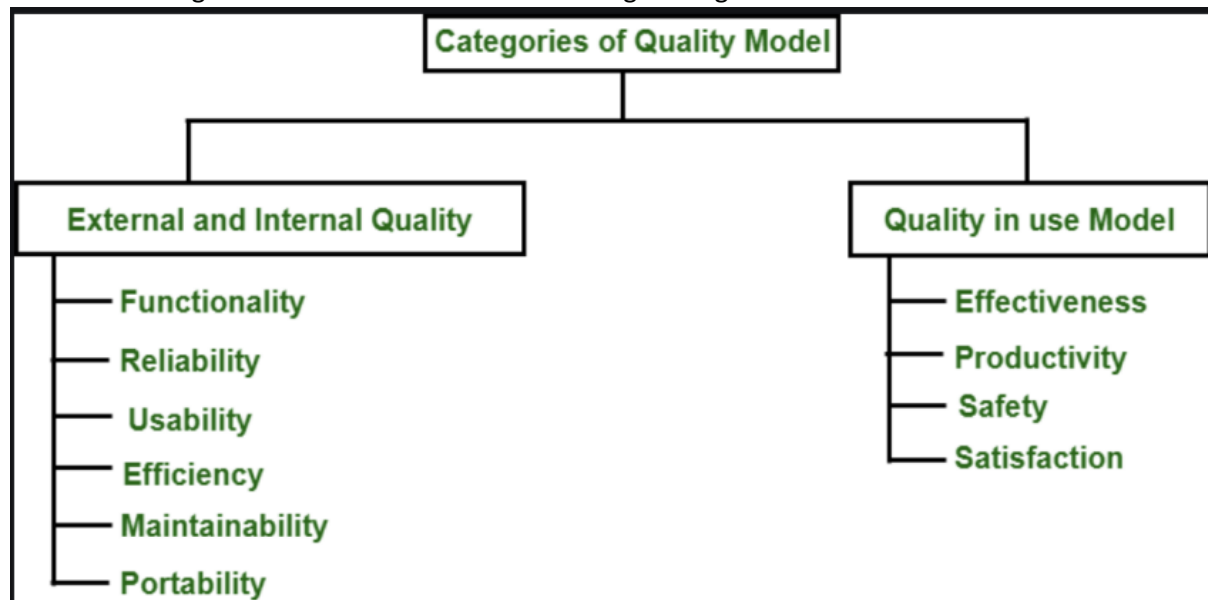 Categories of Quality Model
External and Internal Quality
Functionality
Reliability
Usability
Efficiency
Maintainability
Portability
Quality in use Model
Effectiveness
Productivity
Safety
Satisfaction